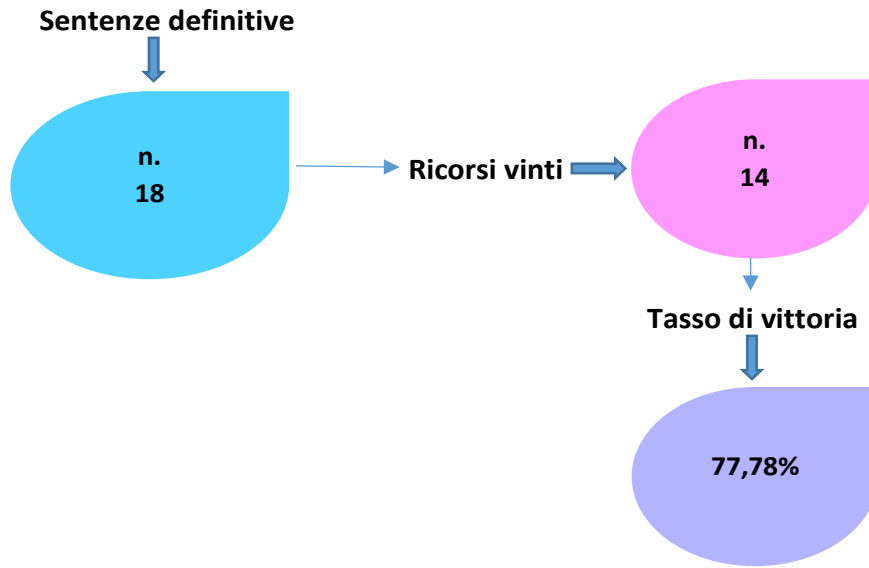 Sentenze definitive
n.
18
Ricorsi vinti
n.
14
Tasso di vittoria
77,78%